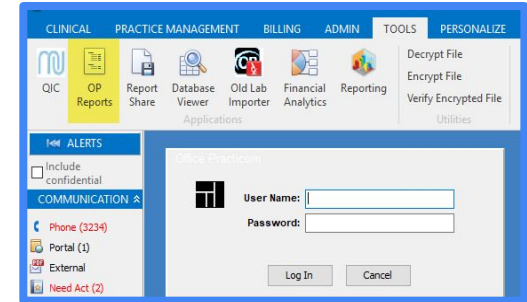 CLINICAL PRACTICE MANAGEMENT BILLING ADMIN TOOLS PERSONALIZE
QIC
OP Reports
Report Share
Database Viewer
Old Lab Importer
Financial Analytics
Reporting
Applications
Decrypt File
Encrypt File
Verify Encrypted File
Utilities
ALERTS
Include
confidential
COMMUNICATION
Phone (3234)
Portal (1)
External
Need Act (2)
Office Practicum
User Name:
Password:
Log In Cancel